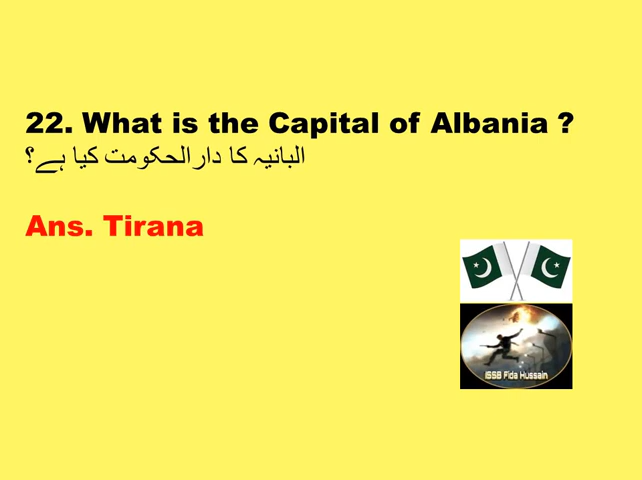 22. What is the Capital of Albania ?
البانیہ کا دارالحکومت کیا ہے؟
Ans. Tirana
ISSB Fida Hussain